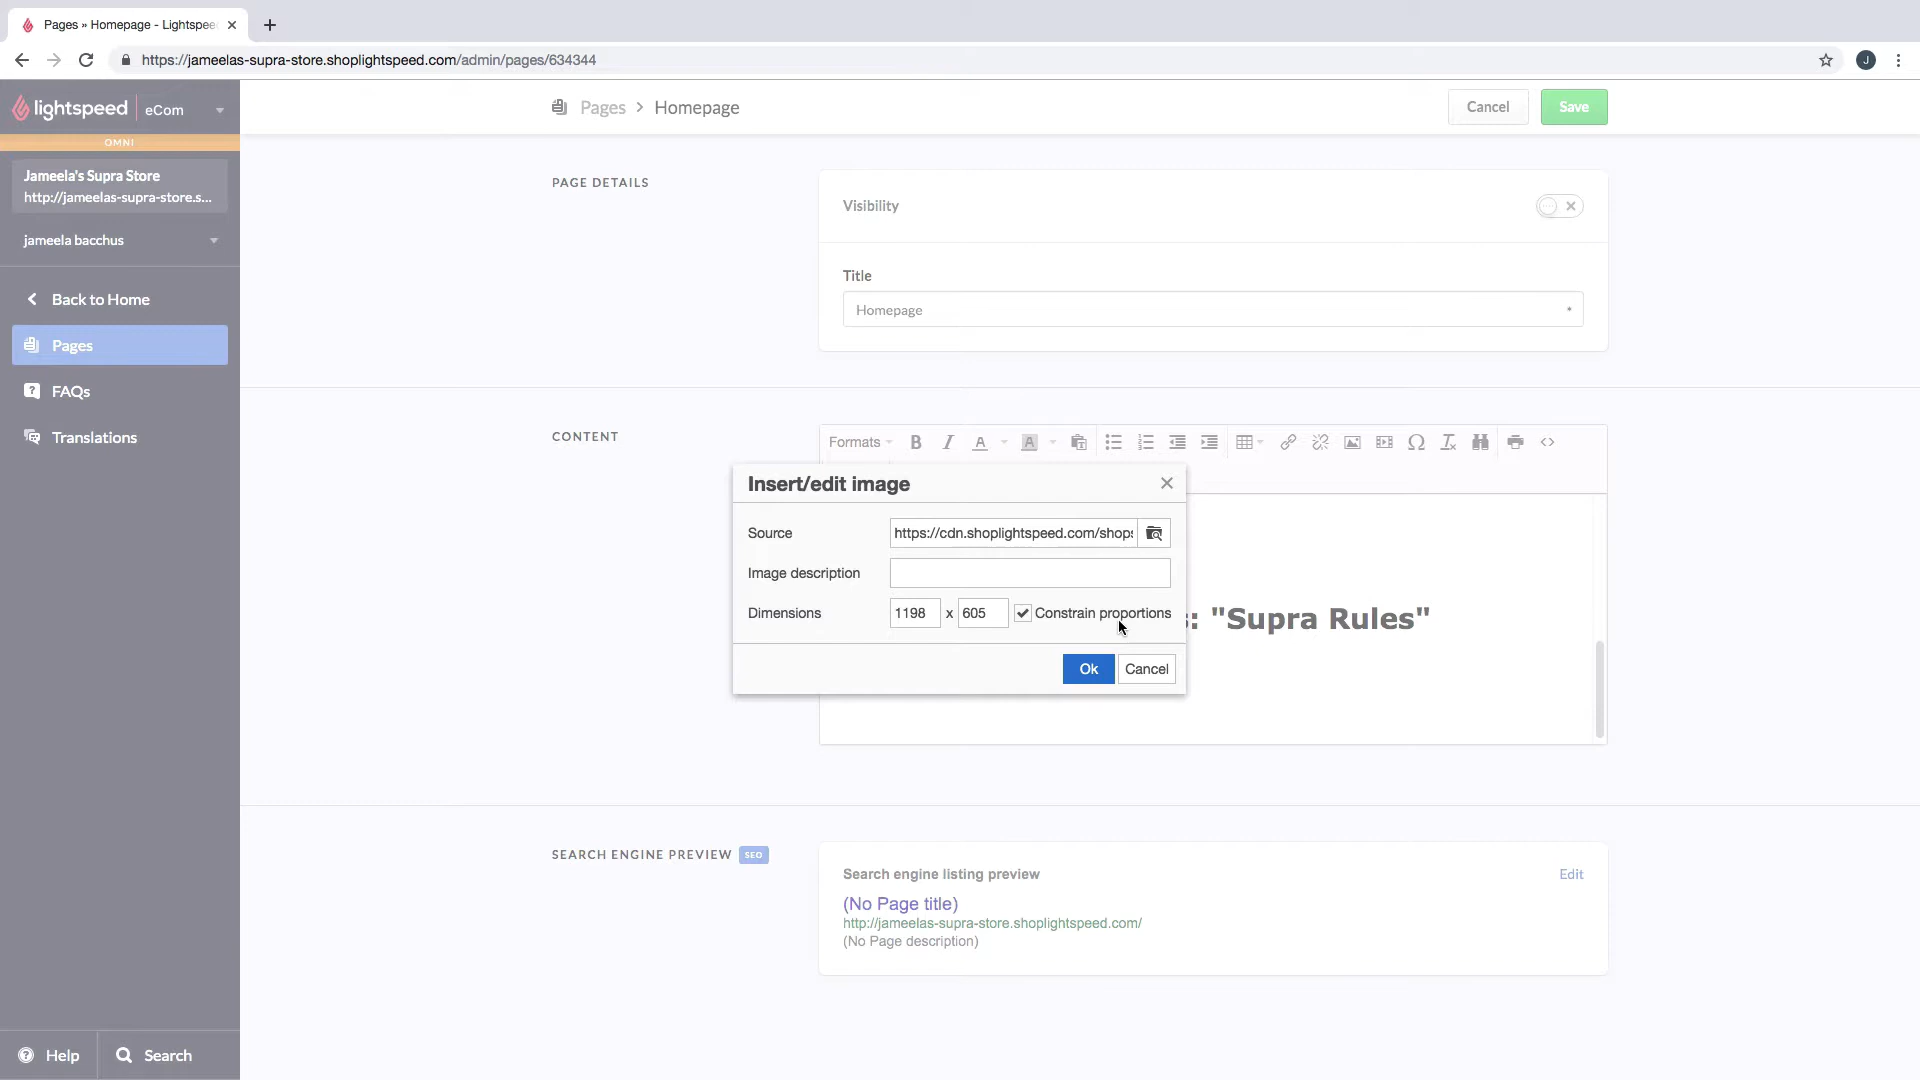 Pages » Homepage - Lightspee
https://jameelas-supra-store.shoplightspeed.com/admin/pages/634344
J
lightspeed eCom
OMNI
Jameela's Supra Store
http://jameelas-supra-store.s...
jameela bacchus
Back to Home
Pages
FAQs
Translations
Help
Search
Pages > Homepage
Cancel
Save
PAGE DETAILS
Visibility
Title
Homepage
CONTENT
Formats
Insert/edit image
Source
https://cdn.shoplightspeed.com/shops
Image description
Dimensions
1198 x 605
Constrain proportions
Ok
Cancel
: "Supra Rules"
SEARCH ENGINE PREVIEW SEO
Search engine listing preview
Edit
(No Page title)
http://jameelas-supra-store.shoplightspeed.com/
(No Page description)